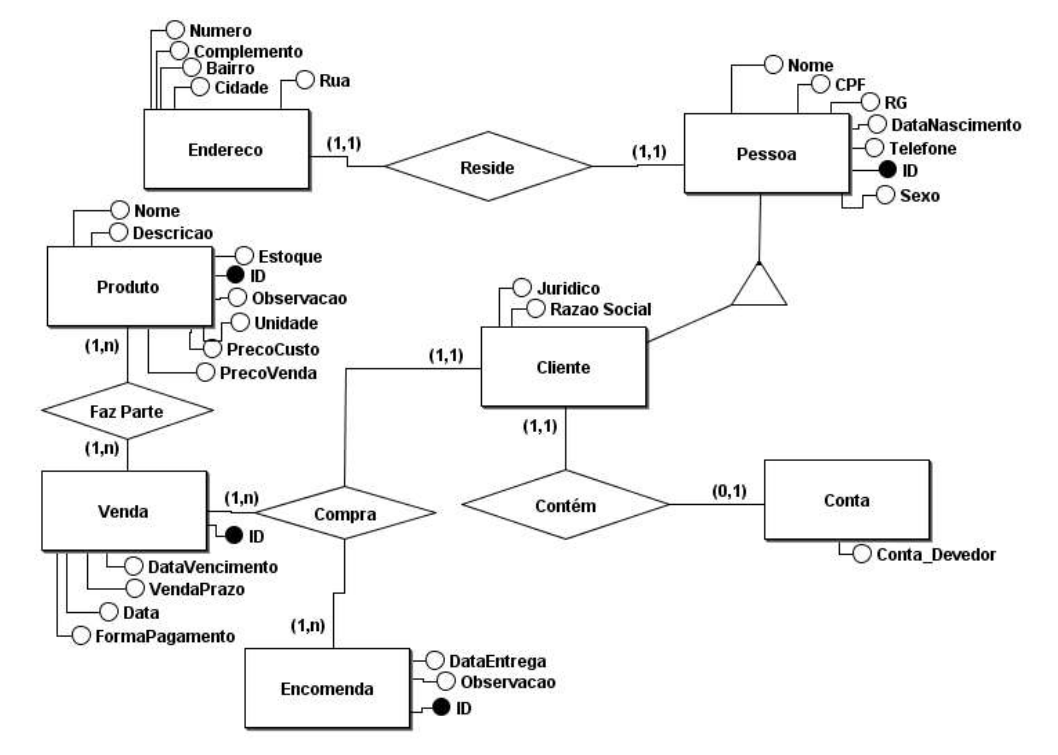 Numero
Complemento
Bairro
Cidade
Rua
Endereco
(1,1)
Reside
(1,1)
Nome
CPF
RG
DataNascimento
Telefone
ID
Sexo
Pessoa
Nome
Descricao
Produto
Estoque
ID
Observacao
Unidade
PrecoCusto
PrecoVenda
(1,n)
Faz Parte
(1,n)
Juridico
Razao Social
Cliente
(1,1)
(1,1)
Venda
(1,n)
ID
Compra
Contém
(0,1)
Conta
Conta_Devedor
DataVencimento
VendaPrazo
Data
FormaPagamento
(1,n)
Encomenda
DataEntrega
Observacao
ID